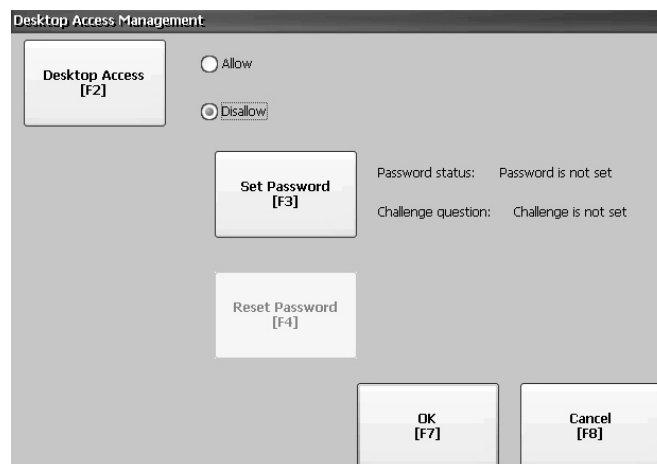 Desktop Access Management
Desktop Access
[F2]
Allow
Disallow
Set Password
[F3]
Password status: Password is not set
Challenge question: Challenge is not set
Reset Password
[F4]
OK
[F7]
Cancel
[F8]